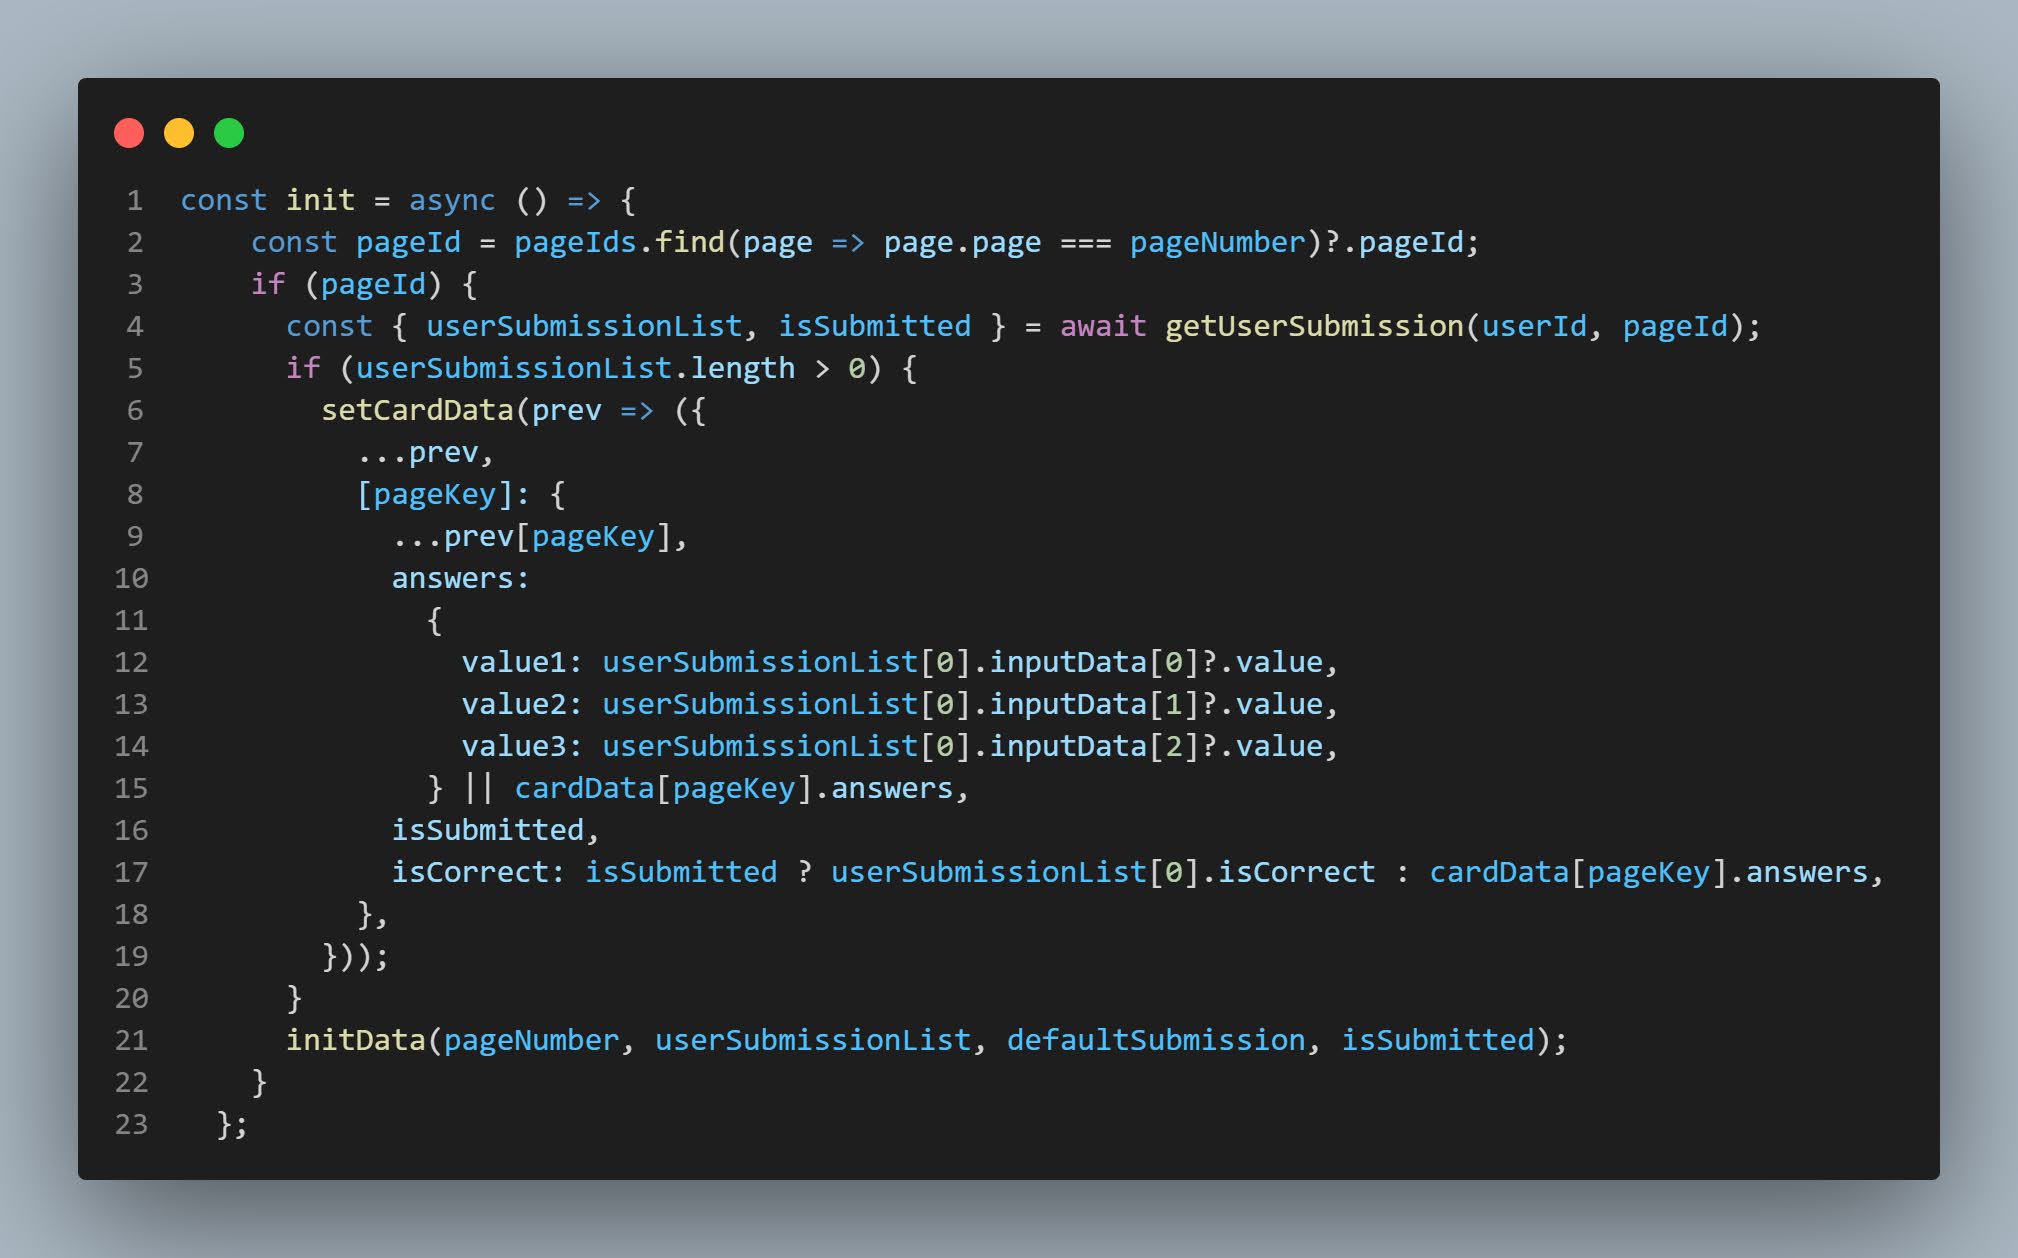 1 const init = async () => {
2 const pageId = pageIds.find(page => page.page === pageNumber)?.pageId;
3 if (pageId) {
4 const { userSubmissionList, isSubmitted } = await getUserSubmission(userId, pageId);
5 if (userSubmissionList.length > 0) {
6 setCardData(prev => ({
7 ...prev,
8 [pageKey]: {
9 ...prev[pageKey],
10 answers:
11 {
12 value1: userSubmissionList[0].inputData[0]?.value,
13 value2: userSubmissionList[0].inputData[1]?.value,
14 value3: userSubmissionList[0].inputData[2]?.value,
15 } || cardData[pageKey].answers,
16 isSubmitted,
17 isCorrect: isSubmitted ? userSubmissionList[0].isCorrect : cardData[pageKey].answers,
18 },
19 }));
20 }
21 initData(pageNumber, userSubmissionList, defaultSubmission, isSubmitted);
22 }
23 };